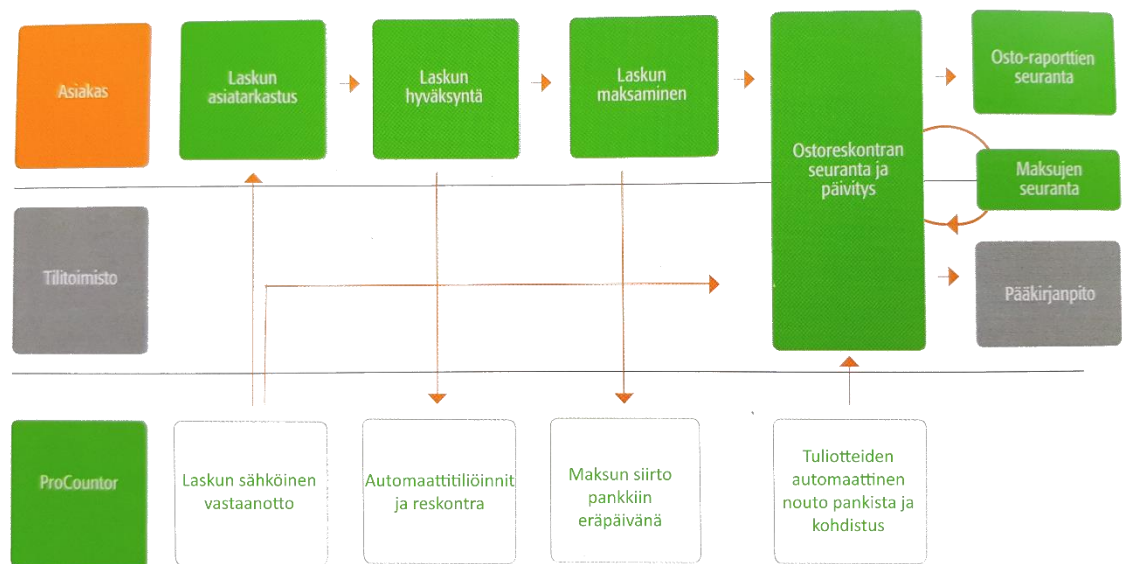 Asiakas
Laskun
asiatarkastus
Laskun
hyväksyntä
Laskun
maksaminen
Ostoreskontran
seuranta ja
päivitys
Osto-raporttien
seuranta
Maksujen
seuranta
Tilitoimisto
Pääkirjanpito
ProCountor
Laskun sähköinen
vastaanotto
Automaattitiliöinnit
ja reskontra
Maksun siirto
pankkiin
eräpäivänä
Tuliotteiden
automaattinen
nouto pankista ja
kohdistus